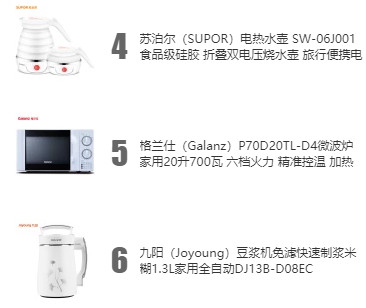 4
苏泊尔（SUPOR）电热水壶 SW-06J001
食品级硅胶 折叠双电压烧水壶 旅行便携电
5
格兰仕（Galanz）P70D20TL-D4微波炉
家用20升700瓦 六档火力 精准控温 加热
6
九阳（Joyoung）豆浆机免滤快速制浆米
糊1.3L家用全自动DJ13B-D08EC